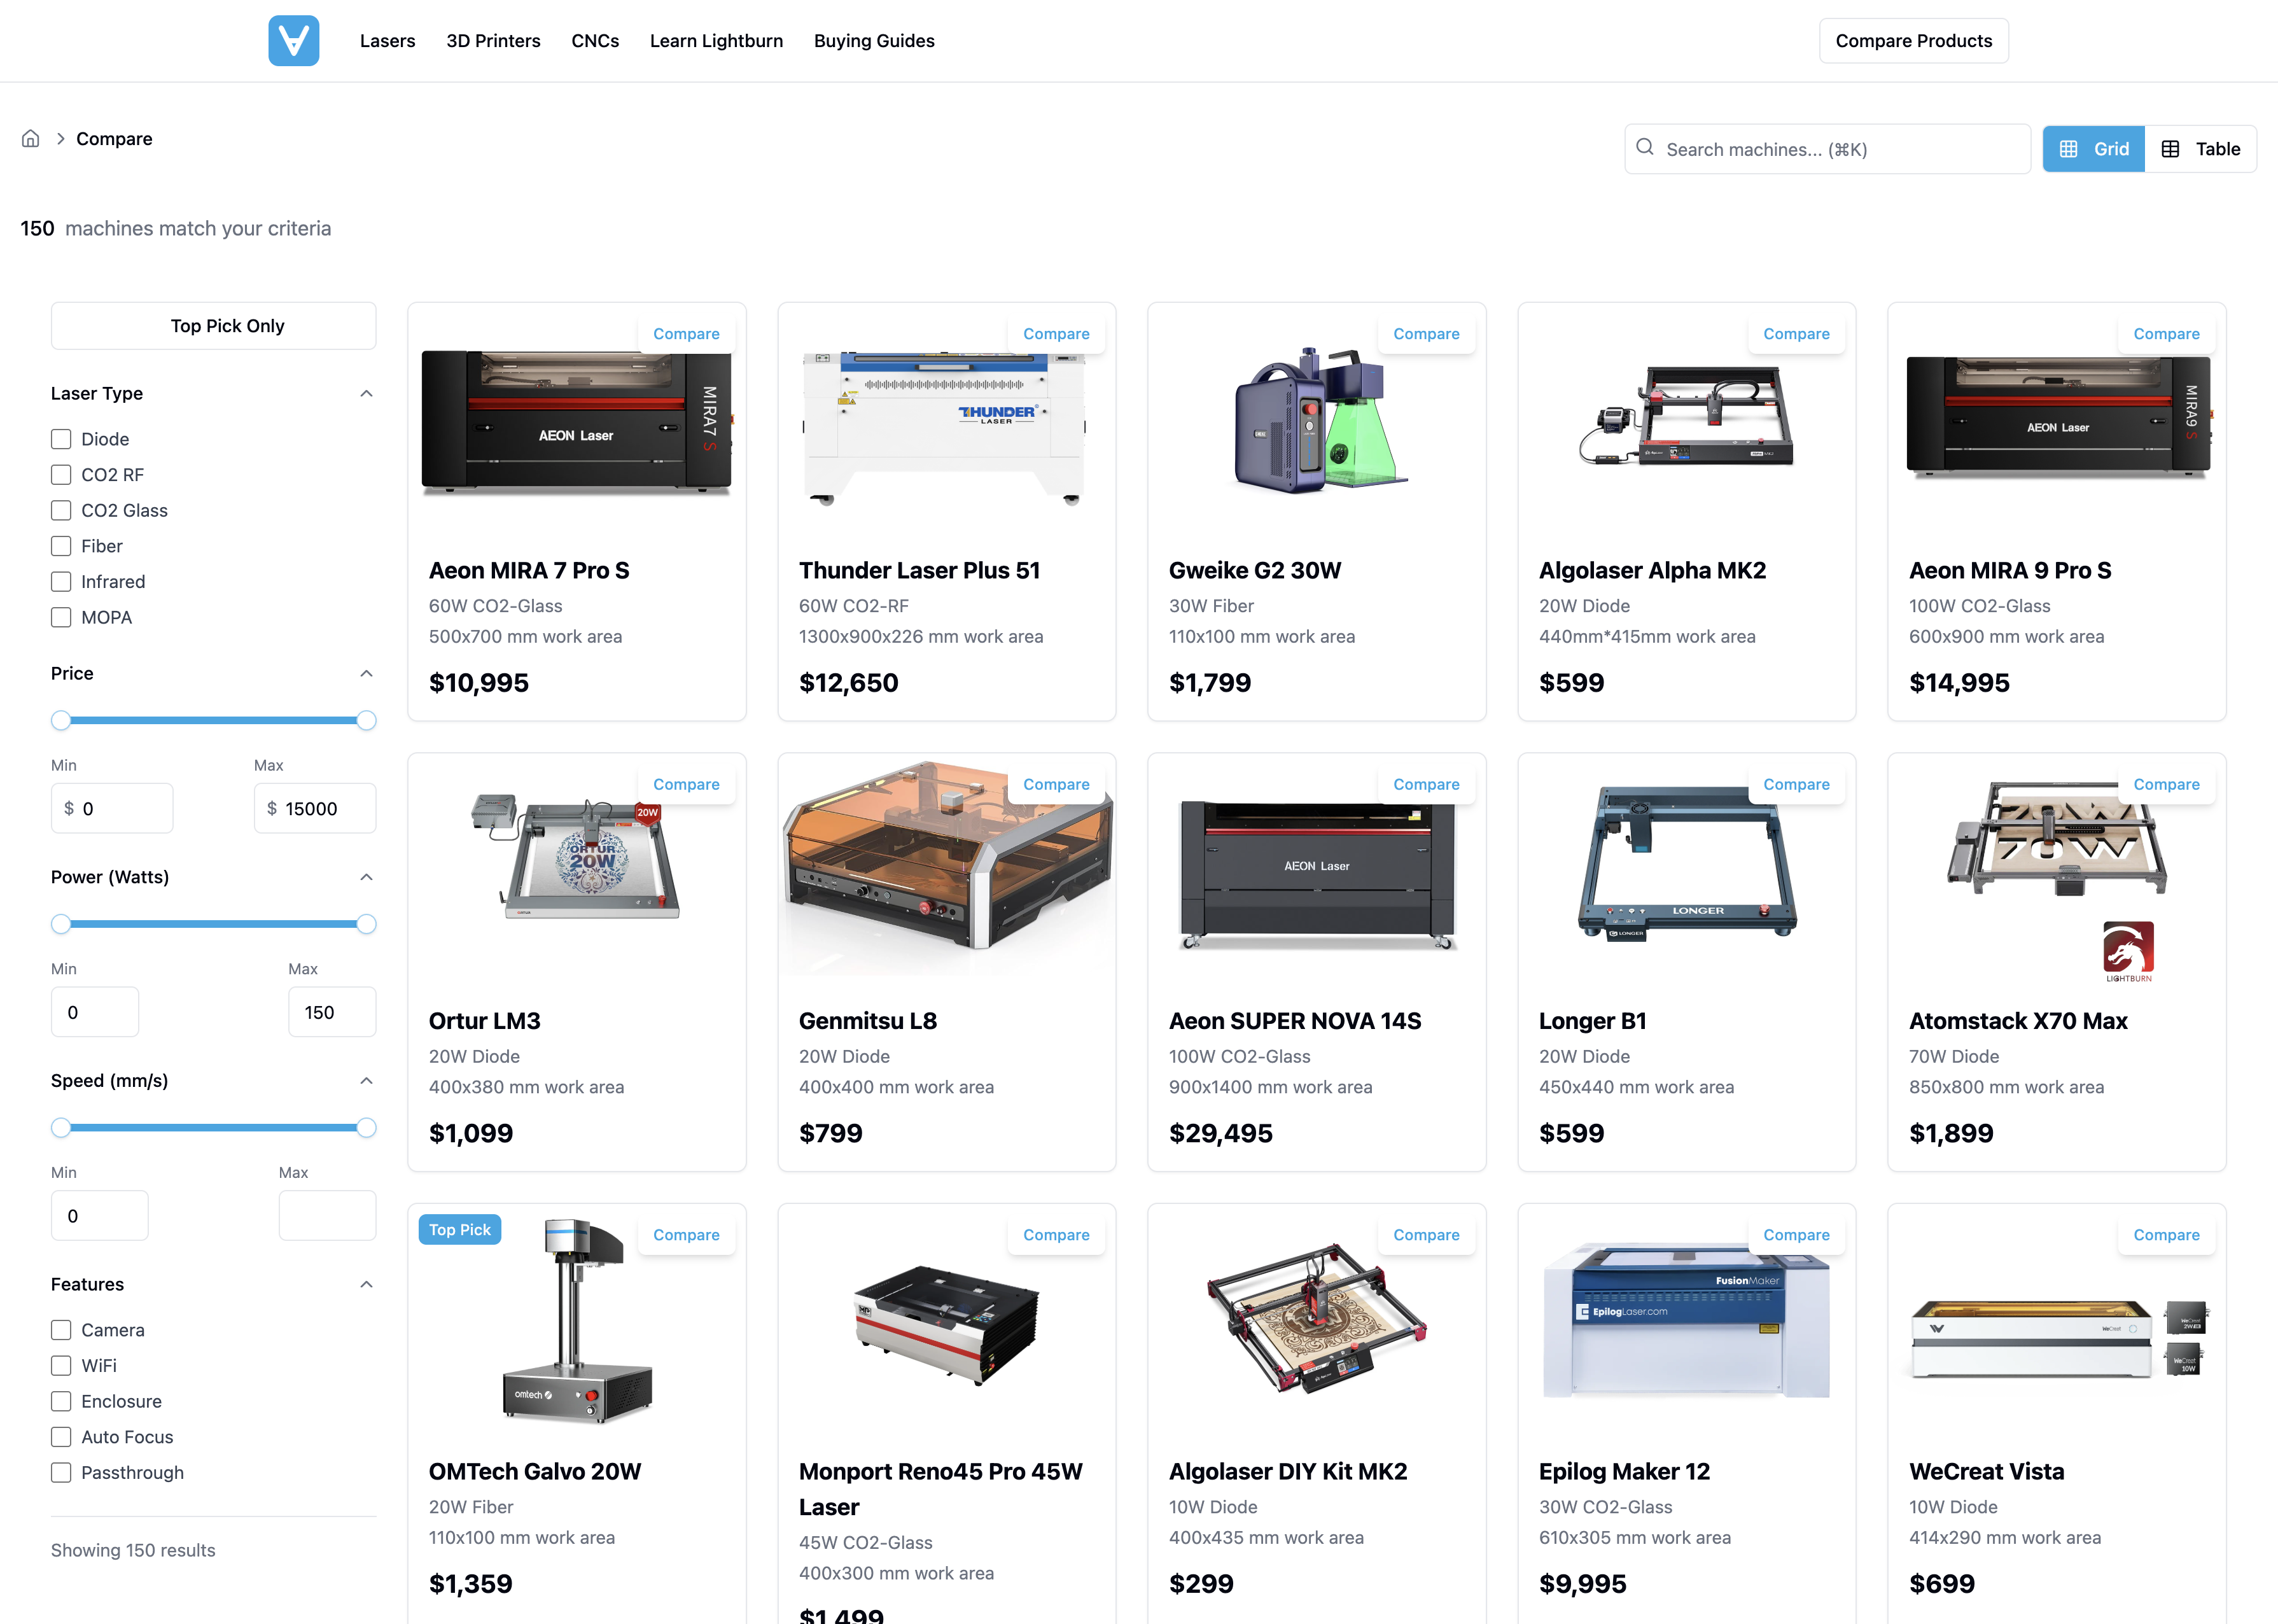 Lasers
3D Printers
CNCs
Learn Lightburn
Buying Guides
Compare Products
Compare
Search machines... (⌘K)
Grid
Table
150 machines match your criteria
Top Pick Only
Laser Type
Diode
CO2 RF
CO2 Glass
Fiber
Infrared
MOPA
Price
Min
Max
$ 0
$ 15000
Power (Watts)
Min
Max
0
150
Speed (mm/s)
Min
Max
0
Features
Camera
WiFi
Enclosure
Auto Focus
Passthrough
Showing 150 results
Compare
MIRA7 S
AEON Laser
Aeon MIRA 7 Pro S
60W CO2-Glass
500x700 mm work area
$10,995
Compare
THUNDER
LASER
Thunder Laser Plus 51
60W CO2-RF
1300x900x226 mm work area
$12,650
Compare
Gweike G2 30W
30W Fiber
110x100 mm work area
$1,799
Compare
Algolaser Alpha MK2
20W Diode
440mm*415mm work area
$599
Compare
MIRA9 S
AEON Laser
Aeon MIRA 9 Pro S
100W CO2-Glass
600x900 mm work area
$14,995
Compare
20W
ORTUR
20W
Ortur LM3
20W Diode
400x380 mm work area
$1,099
Compare
Genmitsu L8
20W Diode
400x400 mm work area
$799
Compare
AEON Laser
Aeon SUPER NOVA 14S
100W CO2-Glass
900x1400 mm work area
$29,495
Compare
LONGER
LONGER
Longer B1
20W Diode
450x440 mm work area
$599
Compare
70W
LIGHTBURN
Atomstack X70 Max
70W Diode
850x800 mm work area
$1,899
Top Pick
Compare
omtech
OMTech Galvo 20W
20W Fiber
110x100 mm work area
$1,359
Compare
Monport Reno45 Pro 45W
Laser
45W CO2-Glass
400x300 mm work area
$1,499
Compare
Algolaser DIY Kit MK2
10W Diode
400x435 mm work area
$299
Compare
FusionMaker
EpilogLaser.com
Epilog Maker 12
30W CO2-Glass
610x305 mm work area
$9,995
Compare
WeCreat
WeCreat
2W
WeCreat
10W
WeCreat Vista
10W Diode
414x290 mm work area
$699